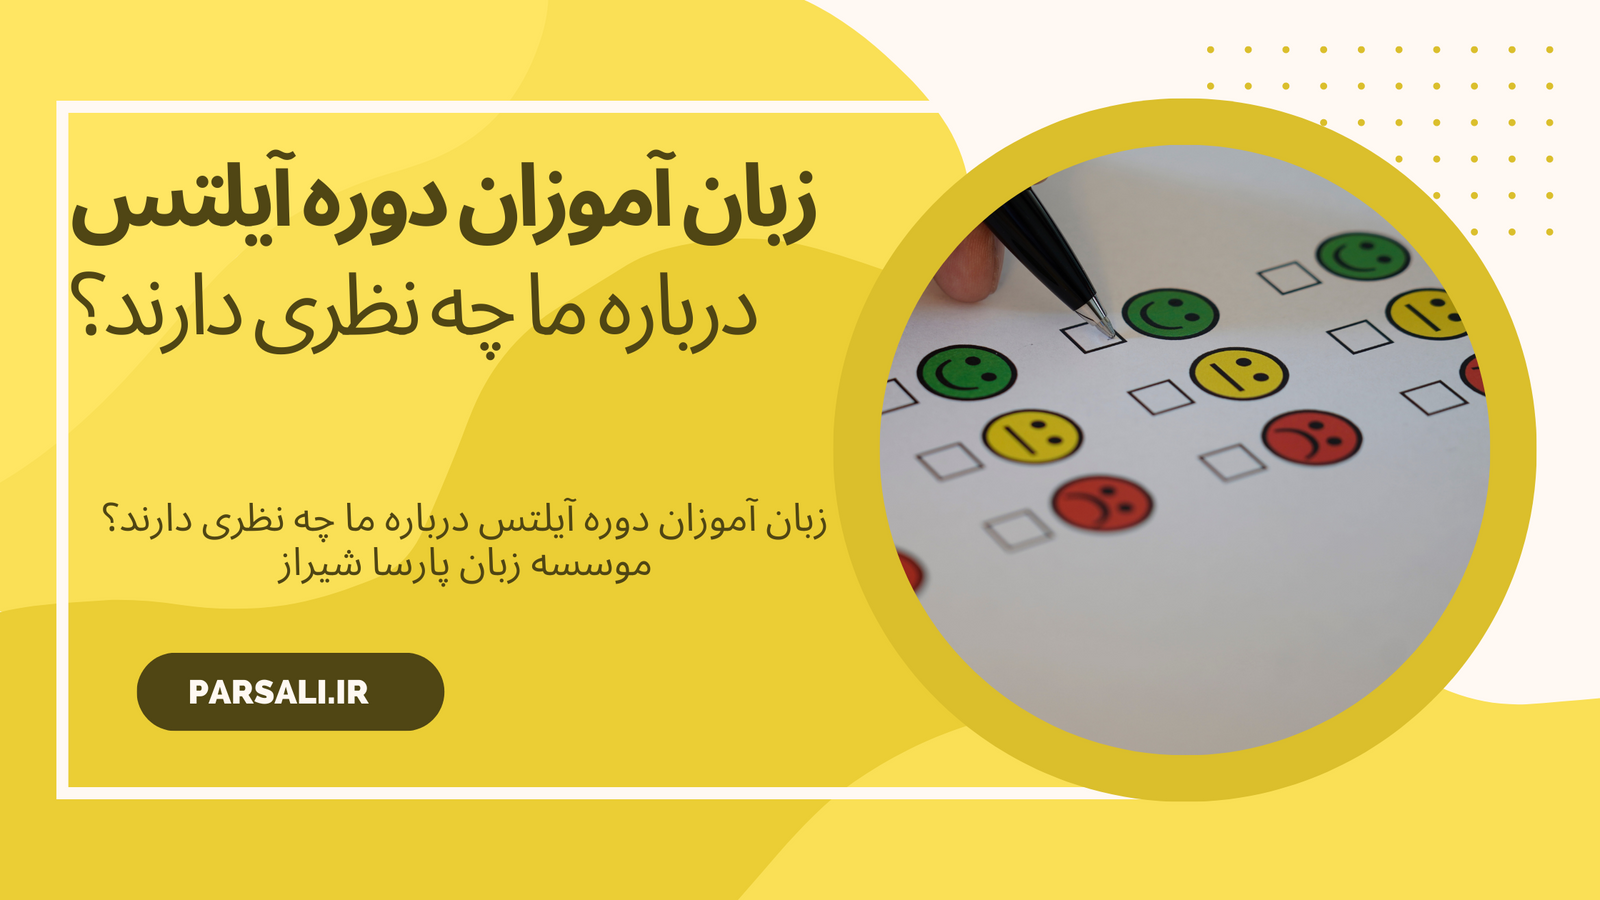 زبان آموزان دوره آیلتس
درباره ما چه نظری دارند؟
زبان آموزان دوره آیلتس درباره ما چه نظری دارند؟
موسسه زبان پارسا شیراز
PARSALI.IR